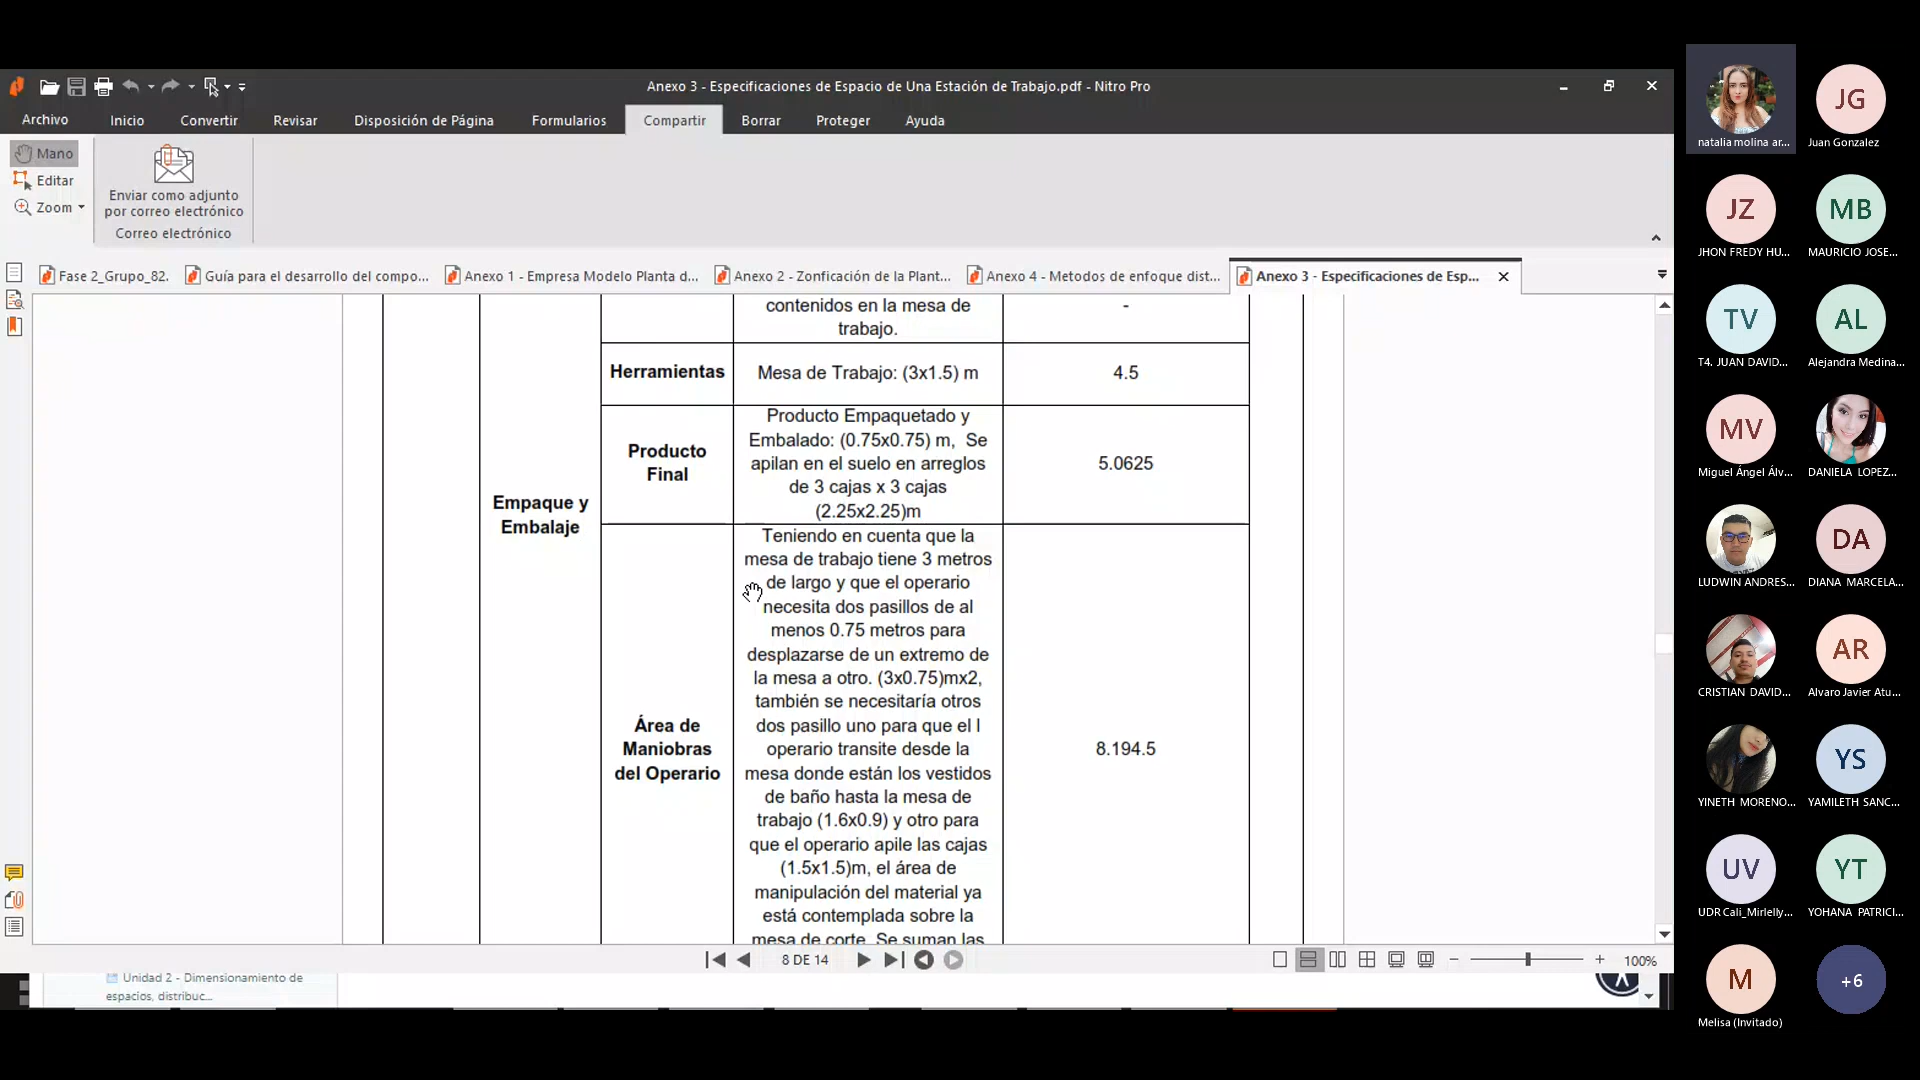 Anexo 3 - Especificaciones de Espacio de Una Estación de Trabajo.pdf - Nitro Pro
Archivo
Inicio
Convertir
Revisar
Disposición de Página
Formularios
Compartir
Borrar
Proteger
Ayuda
Mano
Editar
Zoom
Enviar como adjunto
por correo electrónico
Correo electrónico
Fase 2_Grupo_82.
Guía para el desarrollo del compo...
Anexo 1 - Empresa Modelo Planta d...
Anexo 2 - Zonficación de la Plant...
Anexo 4 - Metodos de enfoque dist...
Anexo 3 - Especificaciones de Esp...
contenidos en la mesa de
trabajo.
-
Herramientas
Mesa de Trabajo: (3x1.5) m
4.5
Empaque y
Embalaje
Producto
Final
Producto Empaquetado y
Embalado: (0.75x0.75) m, Se
apilan en el suelo en arreglos
de 3 cajas x 3 cajas
(2.25x2.25)m
5.0625
Área de
Maniobras
del Operario
Teniendo en cuenta que la
mesa de trabajo tiene 3 metros
de largo y que el operario
necesita dos pasillos de al
menos 0.75 metros para
desplazarse de un extremo de
la mesa a otro. (3x0.75)mx2,
también se necesitaría otros
dos pasillo uno para que el l
operario transite desde la
mesa donde están los vestidos
de baño hasta la mesa de
trabajo (1.6x0.9) y otro para
que el operario apile las cajas
(1.5x1.5)m, el área de
manipulación del material ya
está contemplada sobre la
mesa de corte. Se suman las
8.194.5
8 DE 14
100%
Unidad 2 - Dimensionamiento de
espacios, distribuc...
natalia molina ar...
JG
Juan Gonzalez
JZ
JHON FREDY HU...
MB
MAURICIO JOSE...
TV
T4. JUAN DAVID...
AL
Alejandra Medina...
MV
Miguel Ángel Álv...
DANIELA LOPEZ...
LUDWIN ANDRES...
DA
DIANA MARCELA...
CRISTIAN DAVID...
AR
Alvaro Javier Atu...
YINETH MORENO...
YS
YAMILETH SANC...
UV
UDR Cali_Mirlelly...
YT
YOHANA PATRICI...
M
Melisa (Invitado)
+6